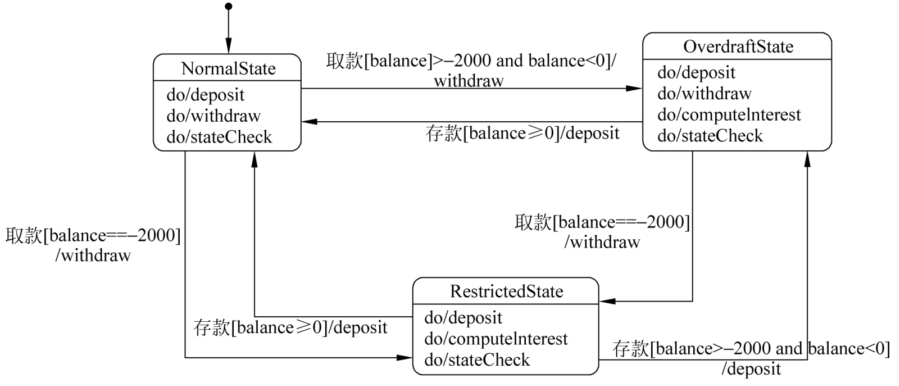 NormalState
do/deposit
do/withdraw
do/stateCheck
取款[balance]>–2000 and balance<0]/
withdraw
OverdraftState
do/deposit
do/withdraw
do/computeInterest
do/stateCheck
存款[balance≥0]/deposit
取款[balance==–2000]
/withdraw
取款[balance==–2000]
/withdraw
RestrictedState
do/deposit
do/computeInterest
do/stateCheck
存款[balance≥0]/deposit
存款[balance>–2000 and balance<0]
/deposit